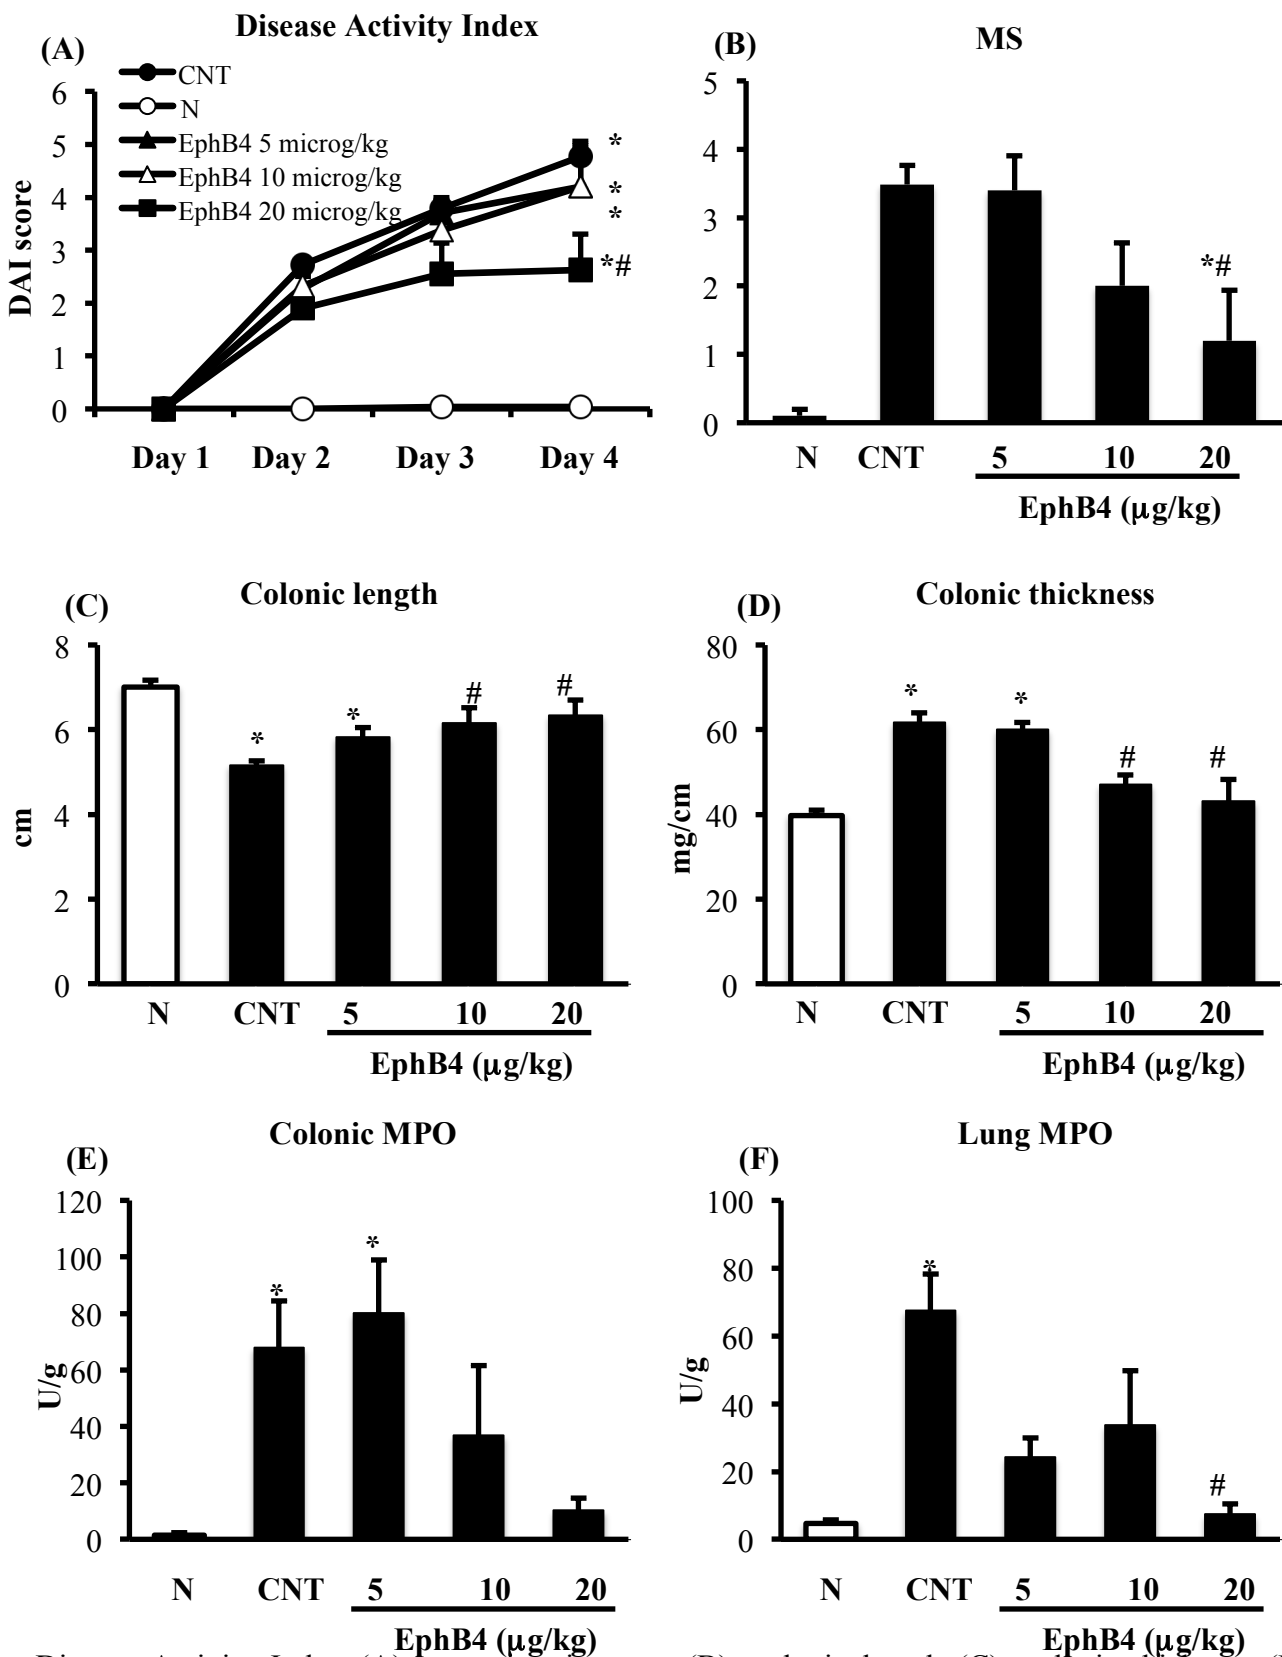 (A)
Disease Activity Index
CNT
N
EphB4 5 microg/kg
EphB4 10 microg/kg
EphB4 20 microg/kg
DAI score
6
5
4
3
2
1
0
*
*
*
*#
Day 1 Day 2 Day 3 Day 4
(B)
MS
5
4
3
2
1
0
*#
N CNT 5 10 20
EphB4 (μg/kg)
(C)
Colonic length
8
6
4
2
0
cm
* * # #
N CNT 5 10 20
EphB4 (μg/kg)
(D)
Colonic thickness
80
60
40
20
0
mg/cm
* * # #
N CNT 5 10 20
EphB4 (μg/kg)
(E)
Colonic MPO
120
100
80
60
40
20
0
U/g
* *
N CNT 5 10 20
EphB4 (μg/kg)
(F)
Lung MPO
100
80
60
40
20
0
U/g
* #
N CNT 5 10 20
EphB4 (μg/kg)
Disease Activity Index (A)